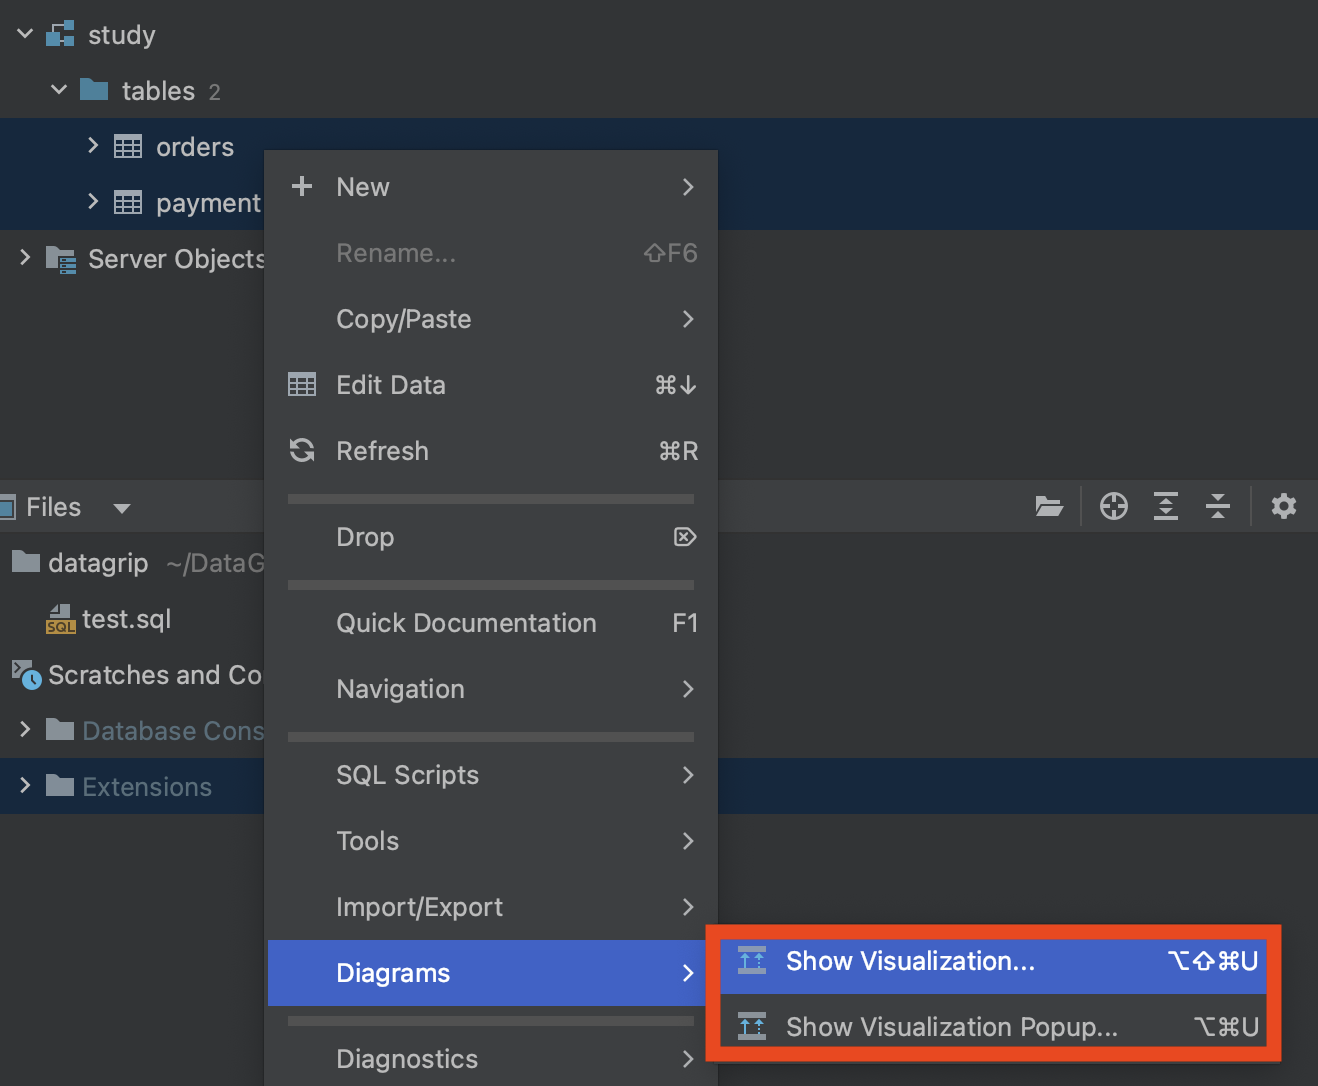 study
tables 2
orders
payment
Server Objects
New
Rename... ⇧F6
Copy/Paste
Edit Data ⌘↓
Refresh ⌘R
Drop ⌦
Quick Documentation F1
Navigation
SQL Scripts
Tools
Import/Export
Diagrams
Diagnostics
Show Visualization... ⌥⇧⌘U
Show Visualization Popup... ⌥⌘U
Files
datagrip ~/DataG
SQL test.sql
Scratches and Co
Database Cons
Extensions